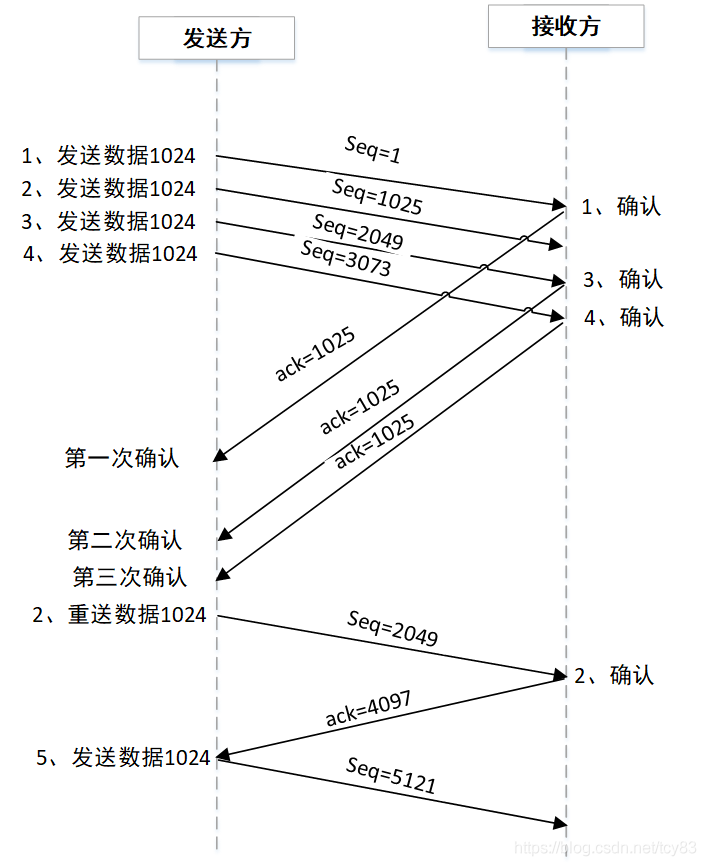 发送方
接收方
1、发送数据1024
Seq=1
2、发送数据1024
Seq=1025
1、确认
3、发送数据1024
Seq=2049
4、发送数据1024
Seq=3073
3、确认
4、确认
ack=1025
ack=1025
ack=1025
第一次确认
第二次确认
第三次确认
2、重送数据1024
Seq=2049
2、确认
ack=4097
5、发送数据1024
Seq=5121
https://blog.csdn.net/tcy83